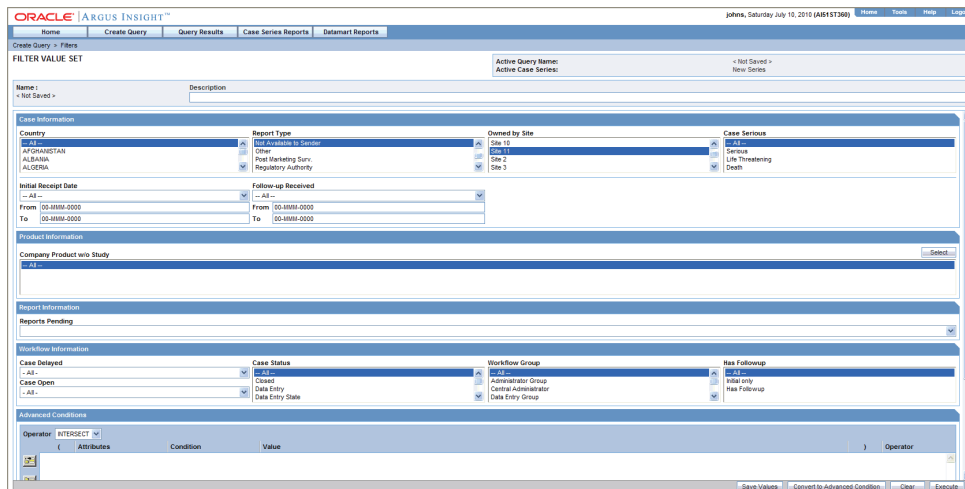 ORACLE' | ARGUS INSIGHT™
johns, Saturday July 10, 2010 (AI51ST360) Home Tools Help Logo
Home Create Query Query Results Case Series Reports Datamart Reports
Create Query > Filters
FILTER VALUE SET
Active Query Name: < Not Saved >
Active Case Series: New Series
Name : Description
< Not Saved >
Case Information
Country Report Type Owned by Site Case Serious
-- All -- Not Available to Sender Site 10 -- All --
AFGHANISTAN Other Site 11 Serious
ALBANIA Post Marketing Surv. Site 2 Life Threatening
ALGERIA Regulatory Authority Site 3 Death
Initial Receipt Date Follow-up Received
-- All -- -- All --
From 00-MMM-0000 From 00-MMM-0000
To 00-MMM-0000 To 00-MMM-0000
Product Information
Company Product w/o Study Select
-- All --
Report Information
Reports Pending
Workflow Information
Case Delayed Case Status Workflow Group Has Followup
- All - -- All -- -- All -- -- All --
Case Open Closed Administrator Group Initial only
- All - Data Entry Central Administrator Has Followup
Data Entry State Data Entry Group
Advanced Conditions
Operator INTERSECT
( Attributes Condition Value ) Operator
Save Values Convert to Advanced Condition Clear Execute